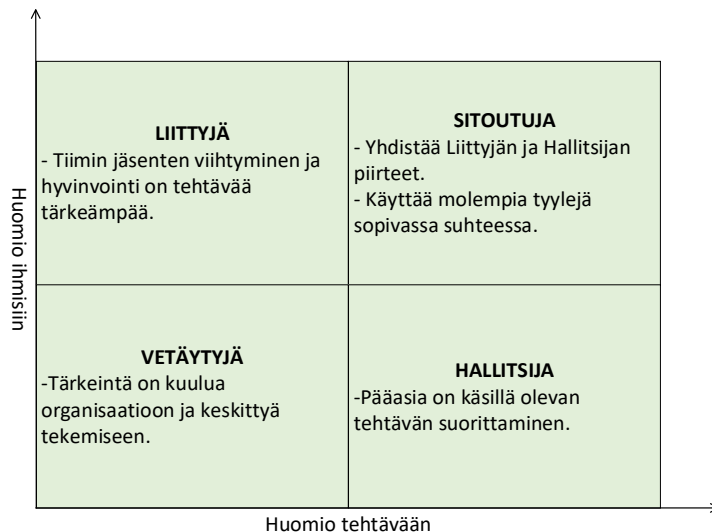 Huomio ihmisiin
LIITTYJÄ
- Tiimin jäsenten viihtyminen ja
hyvinvointi on tehtävää
tärkeämpää.
SITOUTUJA
- Yhdistää Liittyjän ja Hallitsijan
piirteet.
- Käyttää molempia tyylejä
sopivassa suhteessa.
VETÄYTYJÄ
-Tärkeintä on kuulua
organisaatioon ja keskittyä
tekemiseen.
HALLITSIJA
-Pääasia on käsillä olevan
tehtävän suorittaminen.
Huomio tehtävään